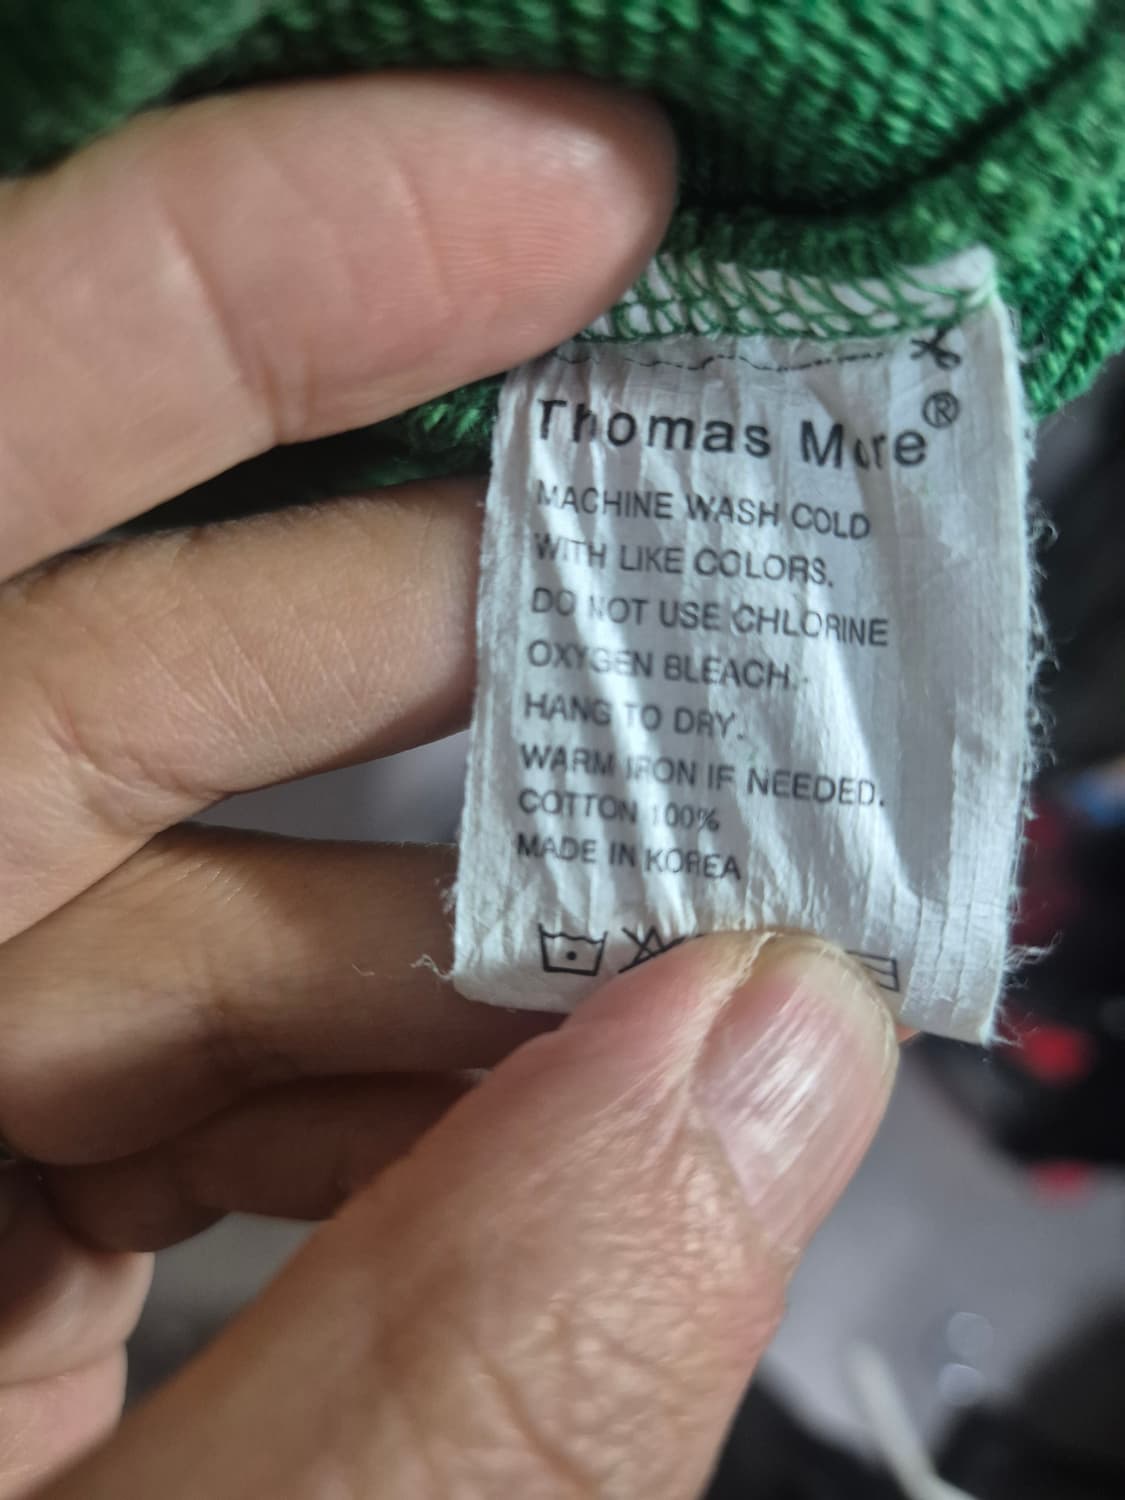 Thomas More®
MACHINE WASH COLD
WITH LIKE COLORS.
DO NOT USE CHLORINE
OXYGEN BLEACH.
HANG TO DRY.
WARM IRON IF NEEDED.
COTTON 100%
MADE IN KOREA